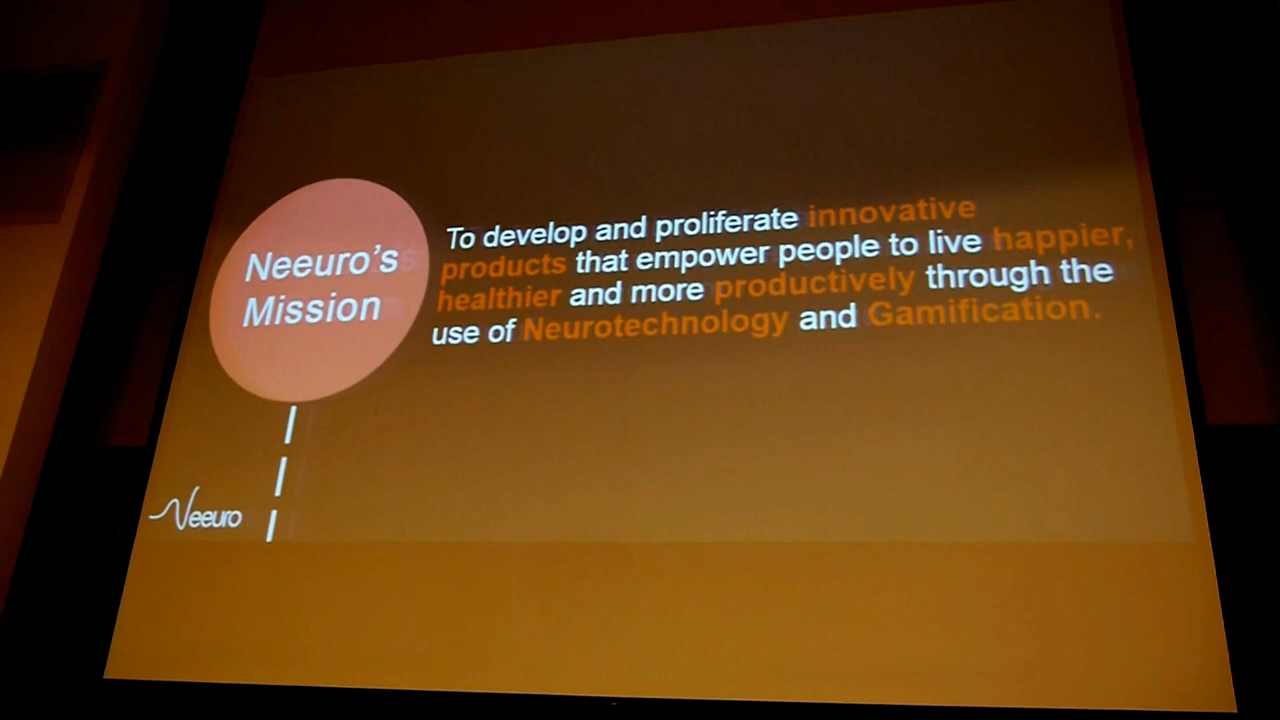 Neeuro's
Mission
To develop and proliferate innovative
products that empower people to live happier,
healthier and more productively through the
use of Neurotechnology and Gamification.
Neeuro